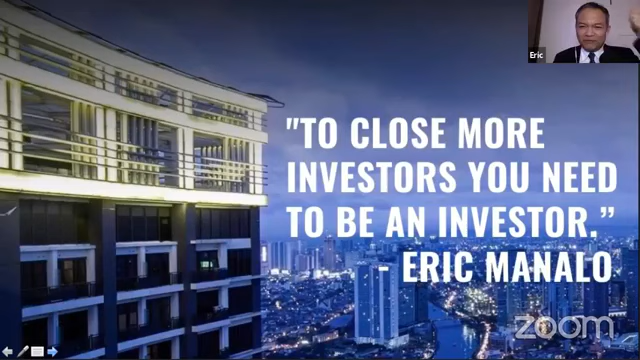 Eric
"TO CLOSE MORE
INVESTORS YOU NEED
TO BE AN INVESTOR.”
- ERIC MANALO
zoom